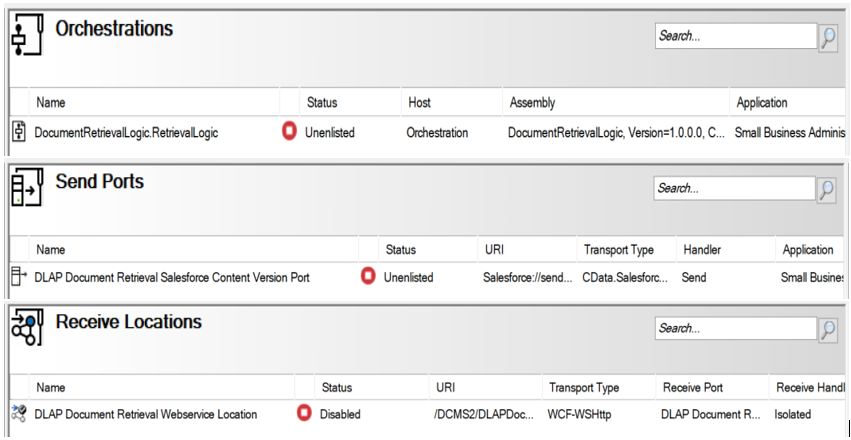 Orchestrations
Search...
Name Status Host Assembly Application
DocumentRetrievalLogic.RetrievalLogic Unenlisted Orchestration DocumentRetrievalLogic, Version=1.0.0.0, C... Small Business Adminis
Send Ports
Search...
Name Status URI Transport Type Handler Application
DLAP Document Retrieval Salesforce Content Version Port Unenlisted Salesforce://send... CData.Salesforc... Send Small Busines
Receive Locations
Search...
Name Status URI Transport Type Receive Port Receive Handl
DLAP Document Retrieval Webservice Location Disabled /DCMS2/DLAPDoc... WCF-WSHttp DLAP Document R... Isolated